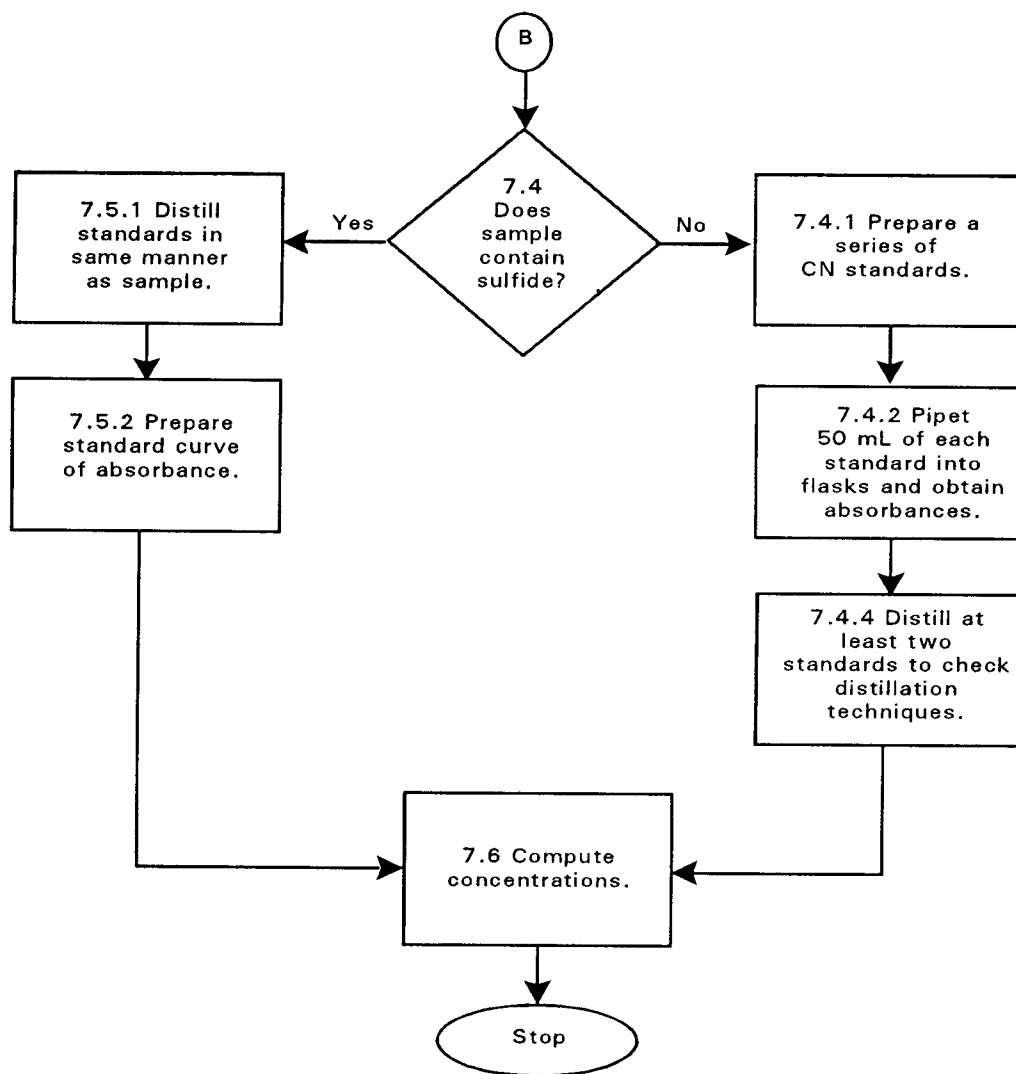 B
7.4
Does
sample
contain
sulfide?
Yes
No
7.5.1 Distill
standards in
same manner
as sample.
7.5.2 Prepare
standard curve
of absorbance.
7.4.1 Prepare a
series of
CN standards.
7.4.2 Pipet
50 mL of each
standard into
flasks and obtain
absorbances.
7.4.4 Distill at
least two
standards to check
distillation
techniques.
7.6 Compute
concentrations.
Stop